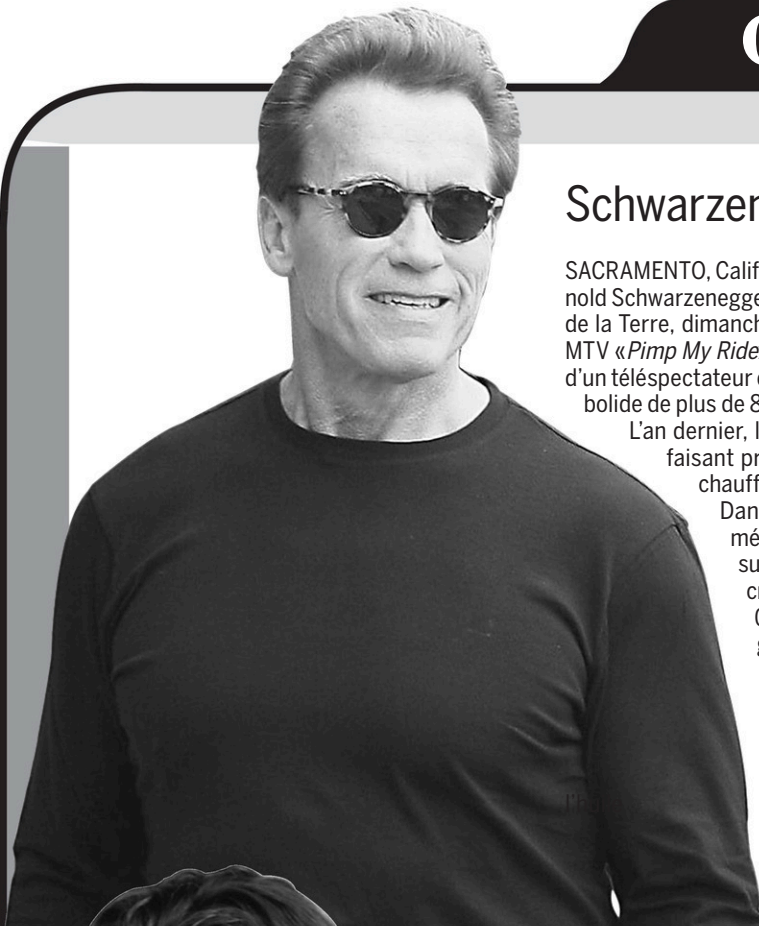 Schwarzen
SACRAMENTO, Calif
nold Schwarzenegge
de la Terre, dimanch
MTV «Pimp My Ride
d'un téléspectateur
bolide de plus de 8
L'an dernier, l
faisant pr
chauff
Dan
mé
su
cr